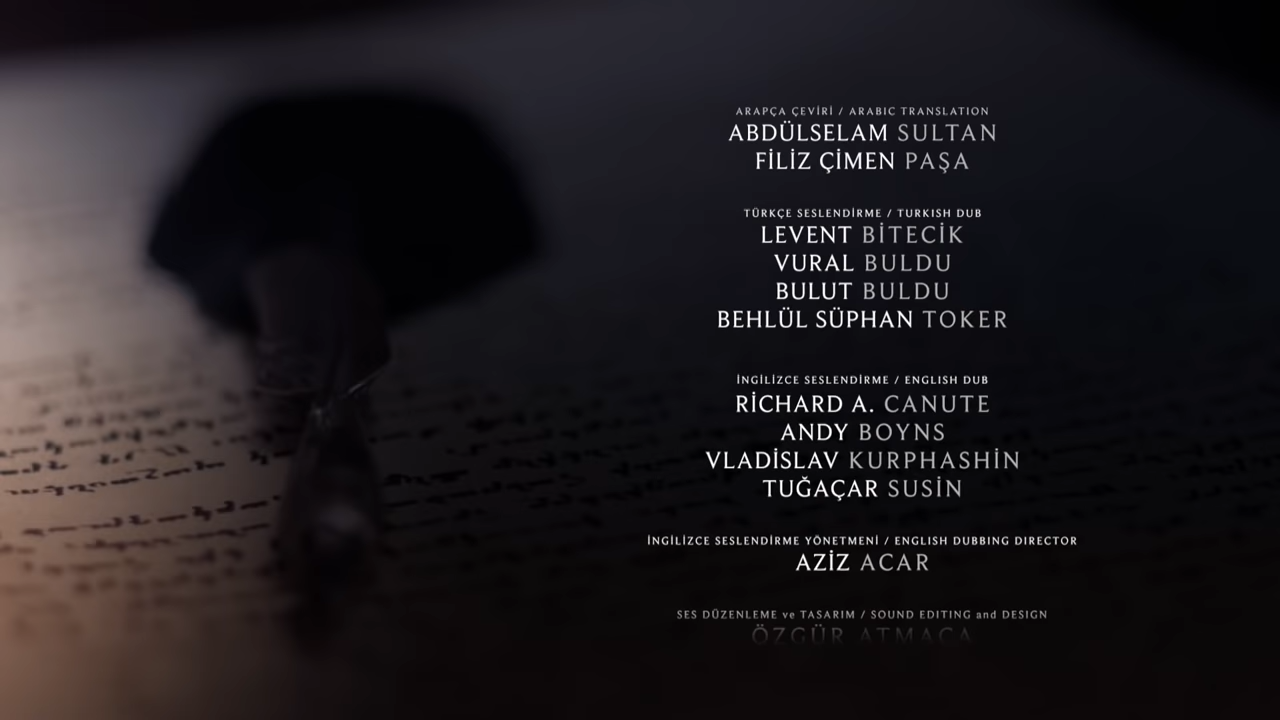 ARAPÇA ÇEVİRİ / ARABIC TRANSLATION
ABDÜLSELAM SULTAN
FİLİZ ÇİMEN PAŞA
TÜRKÇE SESLENDİRME / TURKISH DUB
LEVENT BİTECİK
VURAL BULDU
BULUT BULDU
BEHLÜL SÜPHAN TOKER
İNGİLİZCE SESLENDİRME / ENGLISH DUB
RİCHARD A. CANUTE
ANDY BOYNS
VLADİSLAV KURPHASHİN
TUĞAÇAR SUSİN
İNGİLİZCE SESLENDİRME YÖNETMENİ / ENGLISH DUBBING DIRECTOR
AZİZ ACAR
SES DÜZENLEME ve TASARIM / SOUND EDITING and DESIGN
ÖZGÜR ATMACA